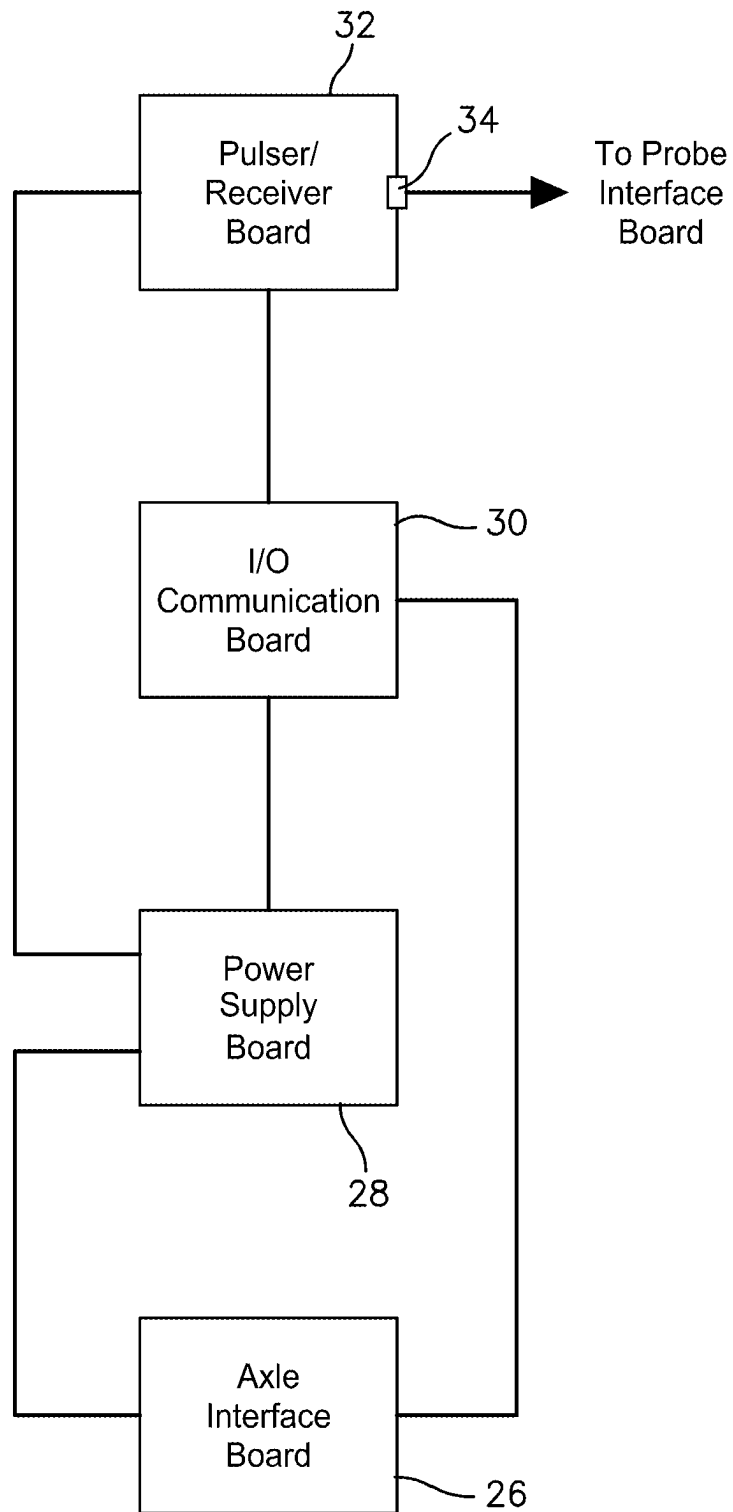 32
Pulser/
Receiver
Board
34
To Probe
Interface
Board
30
I/O
Communication
Board
Power
Supply
Board
28
Axle
Interface
Board
26